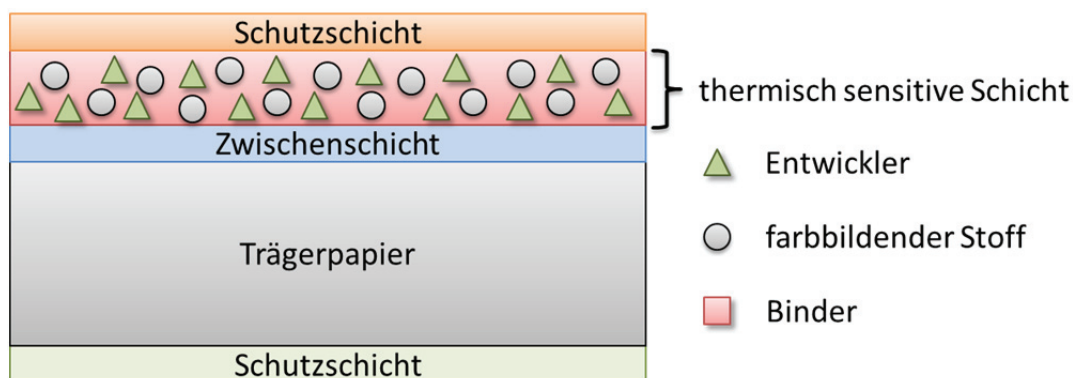 Schutzschicht
thermisch sensitive Schicht
Zwischenschicht
Entwickler
farbbildender Stoff
Trägerpapier
Binder
Schutzschicht